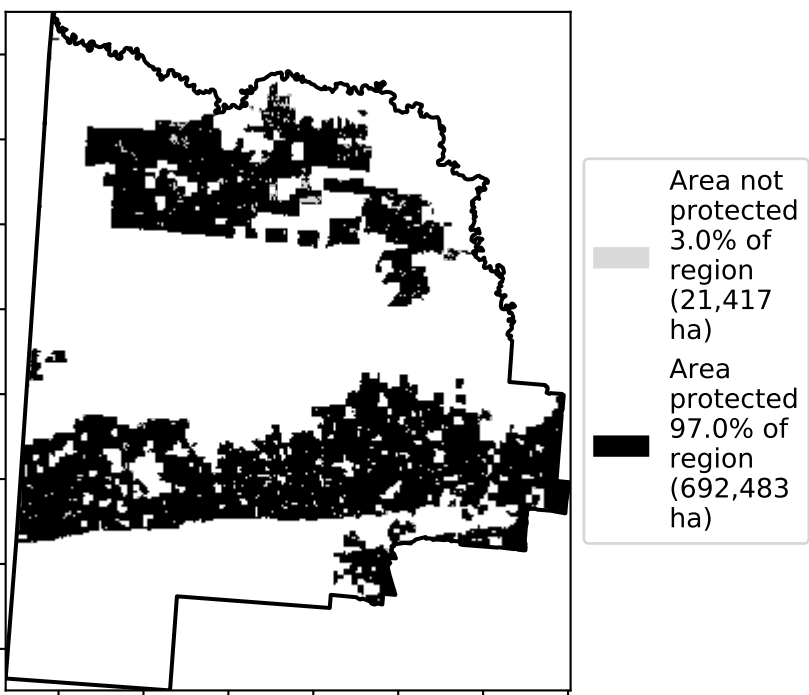 Area not
protected
3.0% of
region
(21,417
ha)
Area
protected
97.0% of
region
(692,483
ha)